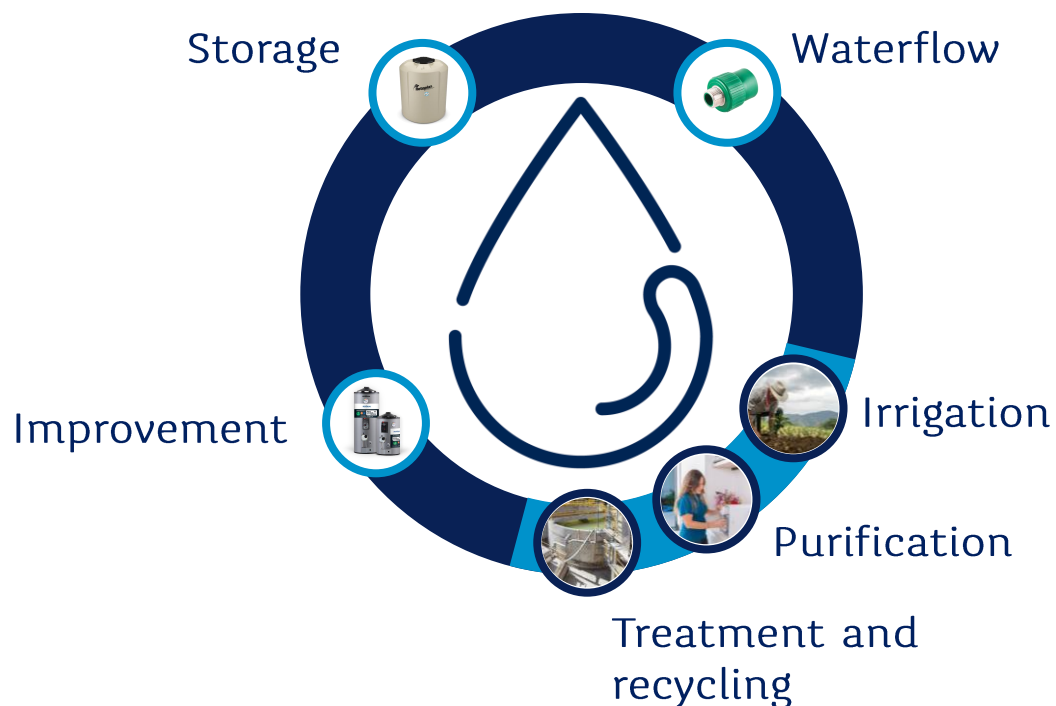 Storage
Waterflow
Improvement
Irrigation
Purification
Treatment and
recycling